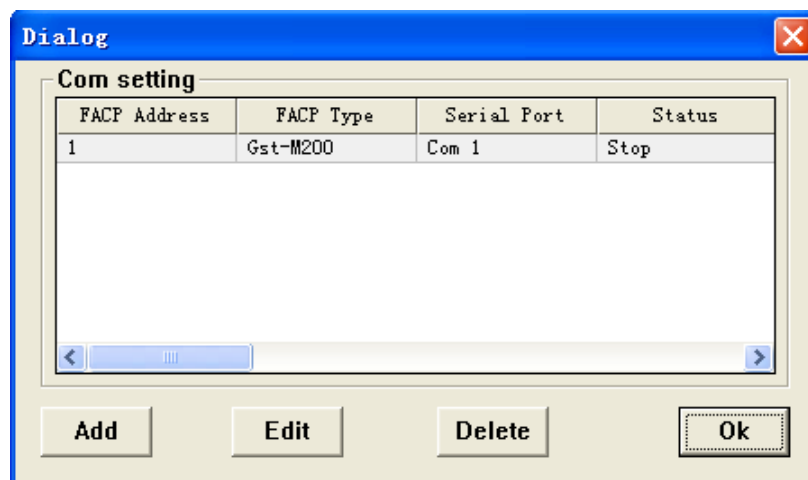 Dialog
Com setting
FACP Address FACP Type Serial Port Status
1 Gst-M200 Com 1 Stop
Add Edit Delete Ok